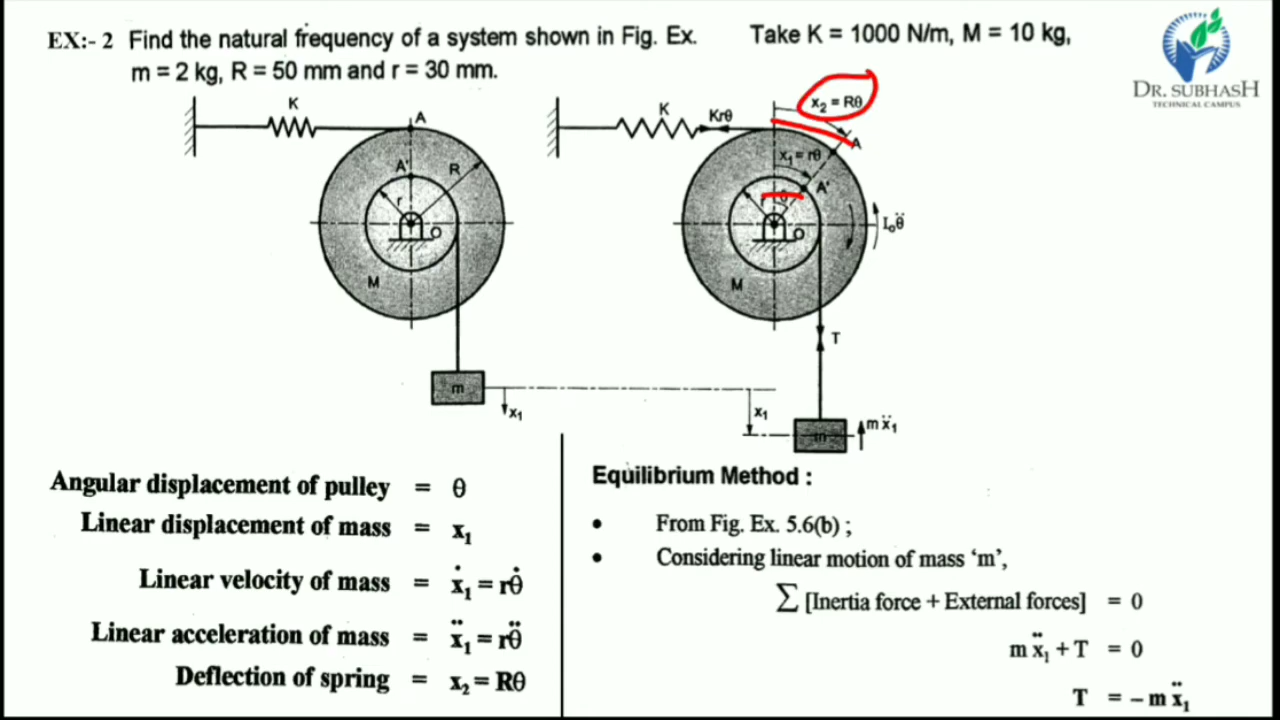 EX:- 2 Find the natural frequency of a system shown in Fig. Ex. Take K = 1000 N/m, M = 10 kg,
m = 2 kg, R = 50 mm and r = 30 mm.
DR. SUBHASH
TECHNICAL CAMPUS
K
A
A'
R
r
O
M
m
x₁
K
Krθ
x₂ = Rθ
A
x₁ = rθ
A'
θ
O
I₀θ̈
M
T
x₁
m
mẍ₁
Angular displacement of pulley = θ
Linear displacement of mass = x₁
Linear velocity of mass = ẋ₁ = rθ̇
Linear acceleration of mass = ẍ₁ = rθ̈
Deflection of spring = x₂ = Rθ
Equilibrium Method :
• From Fig. Ex. 5.6(b) ;
• Considering linear motion of mass ‘m’,
∑ [Inertia force + External forces] = 0
m ẍ₁ + T = 0
T = – m ẍ₁